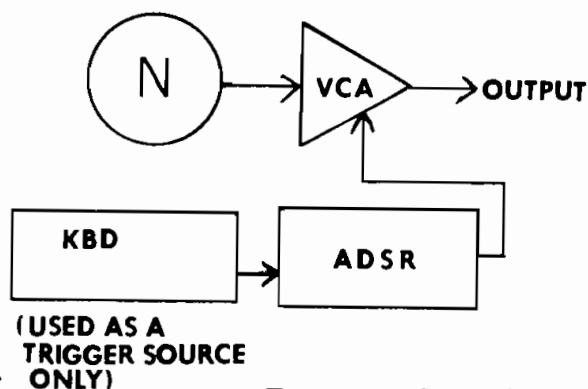 N
VCA
OUTPUT
KBD
ADSR
(USED AS A
TRIGGER SOURCE
ONLY)